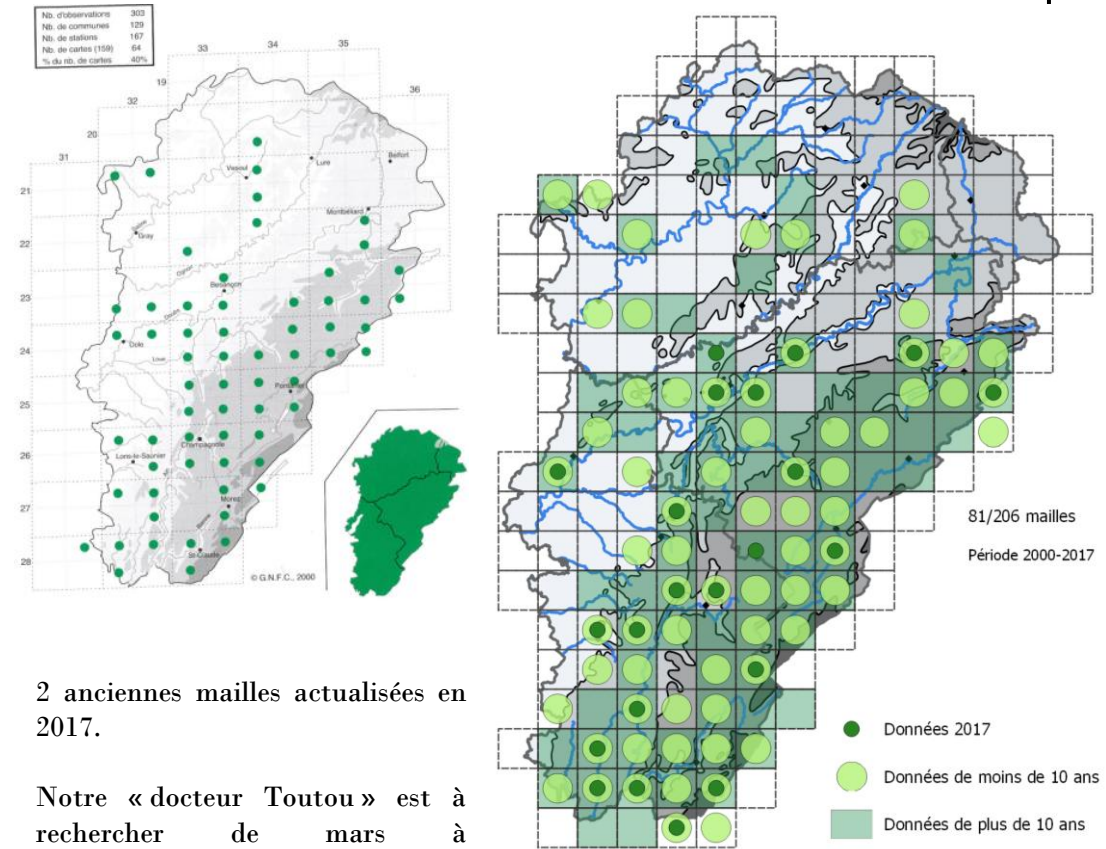 Nb. d'observations 303
Nb. de communes 129
Nb. de stations 167
Nb. de cartes (159) 64
% du nb. de cartes 40%
33
34
35
19
36
32
20
31
Vesoul
Lure
Belfort
21
Montbéliard
Gray
22
Ognon
Besançon
23
Doubs
Dole
24
Loue
Pontarlier
25
Champagnole
26
Lons-le-Saunier
27
Morez
28
St-Claude
© G.N.F.C., 2000
81/206 mailles
Période 2000-2017
2 anciennes mailles actualisées en
2017.
Notre « docteur Toutou » est à
rechercher de mars à
Données 2017
Données de moins de 10 ans
Données de plus de 10 ans